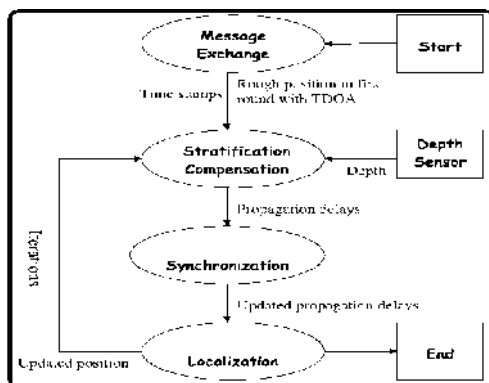 Message
Exchange
Start
Time stamps
Rough position in first
round with TDOA
Stratification
Compensation
Depth
Sensor
Depth
Propagation delays
Iterations
Synchronization
Updated propagation delays
Updated position
Localization
End